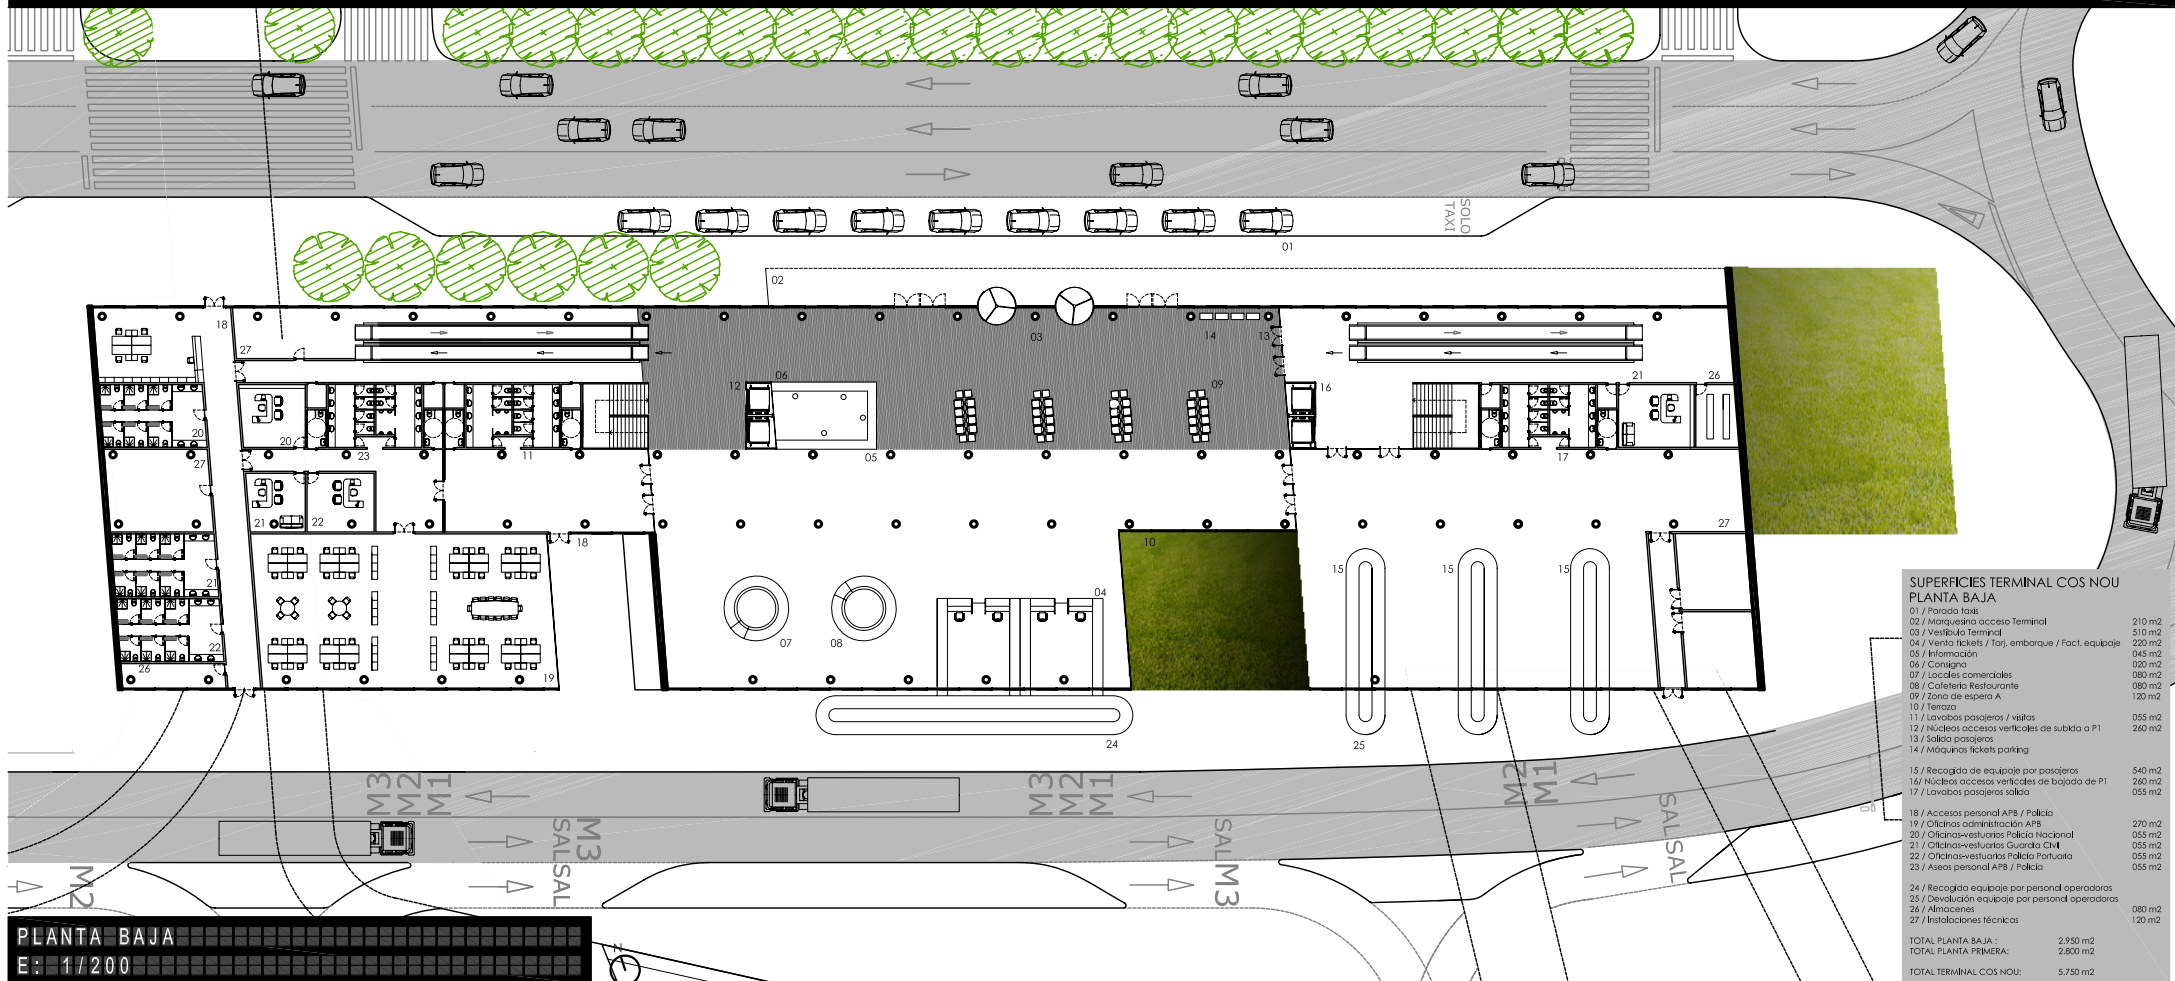 SOLO
TAXI
01
02
18
27
03
14
13
12
06
09
16
21
26
20
20
23
11
05
17
27
21
22
18
10
15
15
15
27
21
04
22
07
08
26
19
24
25
M3
M2
M1
M3
M2
M1
M2
M1
M3
SALSAL
SALM3
SALSAL
M2
SUPERFICIES TERMINAL COS NOU
PLANTA BAJA
01 / Parada taxis
02 / Marquesina acceso Terminal 210 m2
03 / Vestíbulo Terminal 510 m2
04 / Venta tickets / Tarj. embarque / Fact. equipaje 220 m2
05 / Información 045 m2
06 / Consigna 020 m2
07 / Locales comerciales 080 m2
08 / Cafetería Restaurante 080 m2
09 / Zona de espera A 120 m2
10 / Terraza
11 / Lavabos pasajeros / visitas 055 m2
12 / Núcleos accesos verticales de subida a P1 260 m2
13 / Salida pasajeros
14 / Máquinas tickets parking
15 / Recogida de equipaje por pasajeros 540 m2
16/ Núcleos accesos verticales de bajada de P1 260 m2
17 / Lavabos pasajeros salida 055 m2
18 / Accesos personal APB / Policía
19 / Oficinas administración APB 270 m2
20 / Oficinas-vestuarios Policía Nacional 055 m2
21 / Oficinas-vestuarios Guardia Civil 055 m2
22 / Oficinas-vestuarios Policía Portuaria 055 m2
23 / Aseos personal APB / Policía 055 m2
24 / Recogida equipaje por personal operadoras
25 / Devolución equipaje por personal operadoras
26 / Almacenes 080 m2
27 / Instalaciones técnicas 120 m2
TOTAL PLANTA BAJA : 2.950 m2
TOTAL PLANTA PRIMERA: 2.800 m2
TOTAL TERMINAL COS NOU: 5.750 m2
PLANTA BAJA
E: 1/200
N